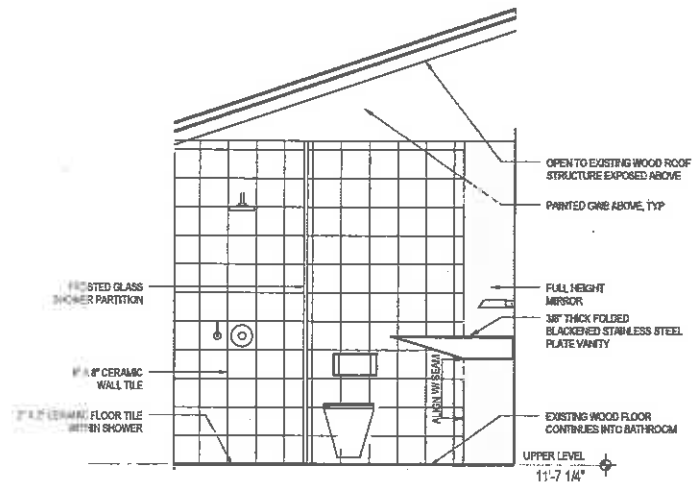 OPEN TO EXISTING WOOD ROOF
STRUCTURE EXPOSED ABOVE
PAINTED GWB ABOVE, TYP
GLASS
SHOWER PARTITION
FULL HEIGHT
MIRROR
3/8" THICK FOLDED
BLACKENED STAINLESS STEEL
PLATE VANITY
8" CERAMIC
WALL TILE
ALIGN W/ SEAM
FLOOR TILE
SHOWER
EXISTING WOOD FLOOR
CONTINUES INTO BATHROOM
UPPER LEVEL
11'-7 1/4"